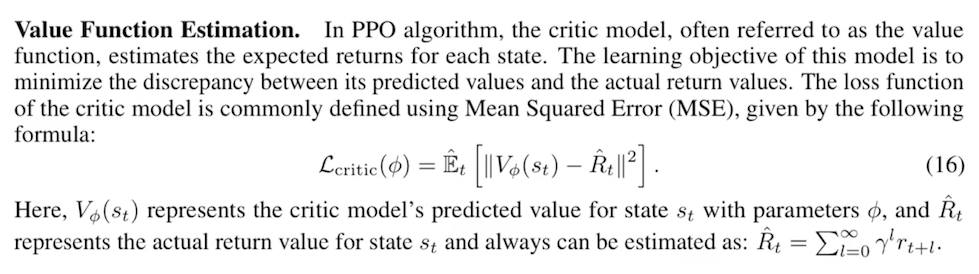 Value Function Estimation. In PPO algorithm, the critic model, often referred to as the value
function, estimates the expected returns for each state. The learning objective of this model is to
minimize the discrepancy between its predicted values and the actual return values. The loss function
of the critic model is commonly defined using Mean Squared Error (MSE), given by the following
formula:
$\mathcal{L}_{\text{critic}}(\phi) = \hat{\mathbb{E}}_t \left[ \| V_\phi(s_t) - \hat{R}_t \|^2 \right].$ (16)
Here, $V_\phi(s_t)$ represents the critic model's predicted value for state $s_t$ with parameters $\phi$, and $\hat{R}_t$
represents the actual return value for state $s_t$ and always can be estimated as: $\hat{R}_t = \sum_{l=0}^{\infty} \gamma^l r_{t+l}.$